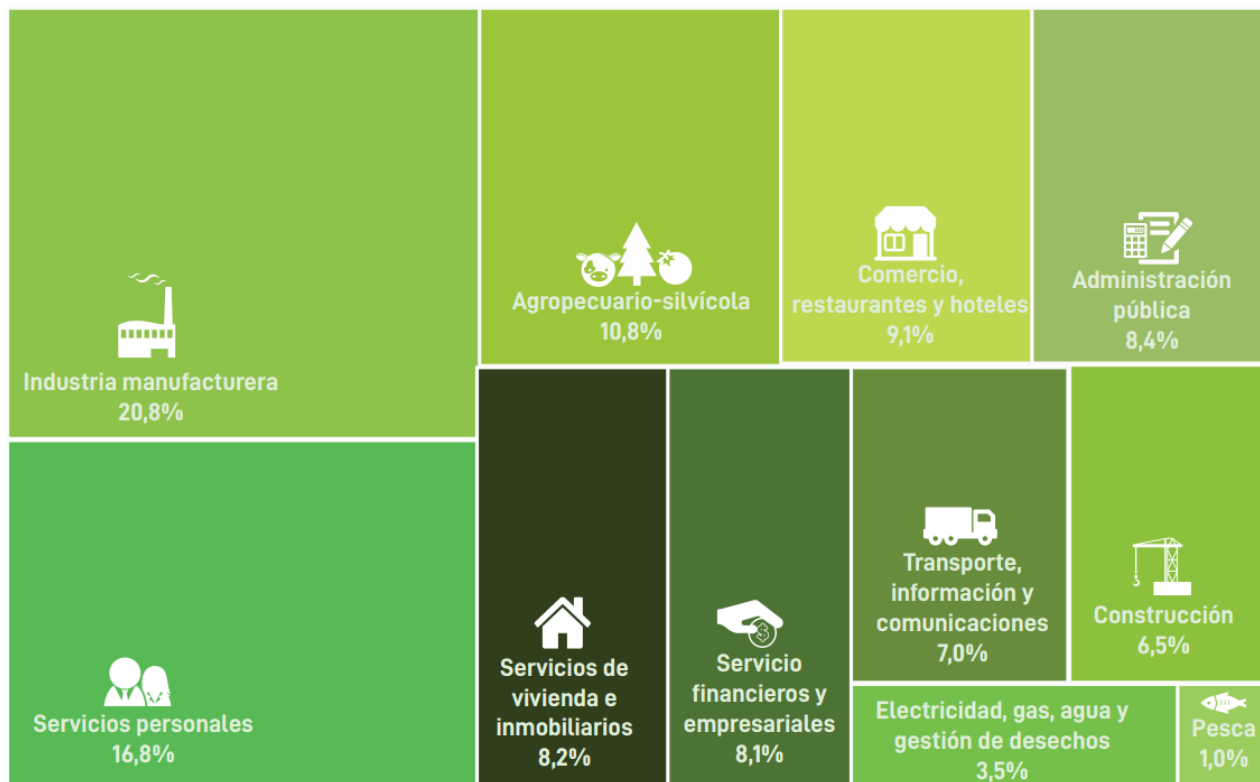 Industria manufacturera
20,8%
Agropecuario-silvícola
10,8%
Comercio,
restaurantes y hoteles
9,1%
Administración
pública
8,4%
Servicios personales
16,8%
Servicios de
vivienda e
inmobiliarios
8,2%
Servicio
financieros y
empresariales
8,1%
Transporte,
información y
comunicaciones
7,0%
Construcción
6,5%
Electricidad, gas, agua y
gestión de desechos
3,5%
Pesca
1,0%